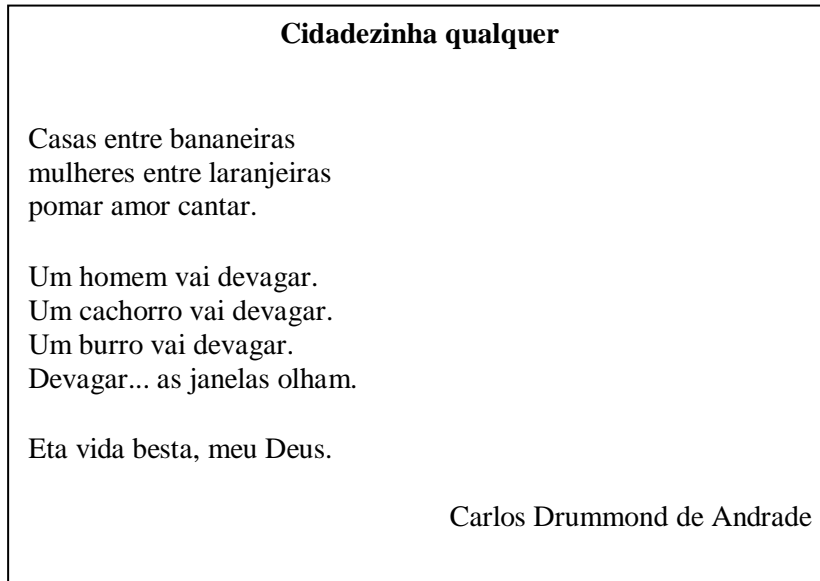 Cidadezinha qualquer
Casas entre bananeiras
mulheres entre laranjeiras
pomar amor cantar.
Um homem vai devagar.
Um cachorro vai devagar.
Um burro vai devagar.
Devagar... as janelas olham.
Eta vida besta, meu Deus.
Carlos Drummond de Andrade